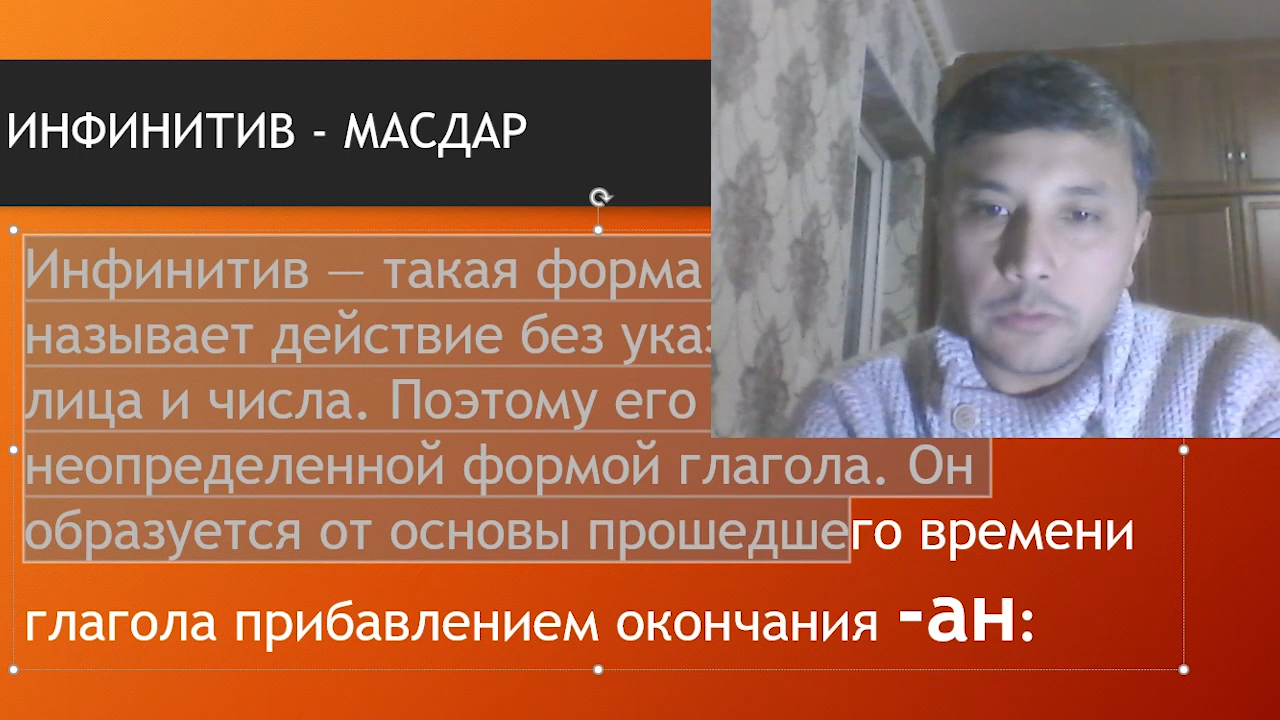 ИНФИНИТИВ - МАСДАР
Инфинитив — такая форма
называет действие без
лица и числа. Поэтому его
неопределенной формой глагола. Он
образуется от основы прошедшего времени
глагола прибавлением окончания -ан: